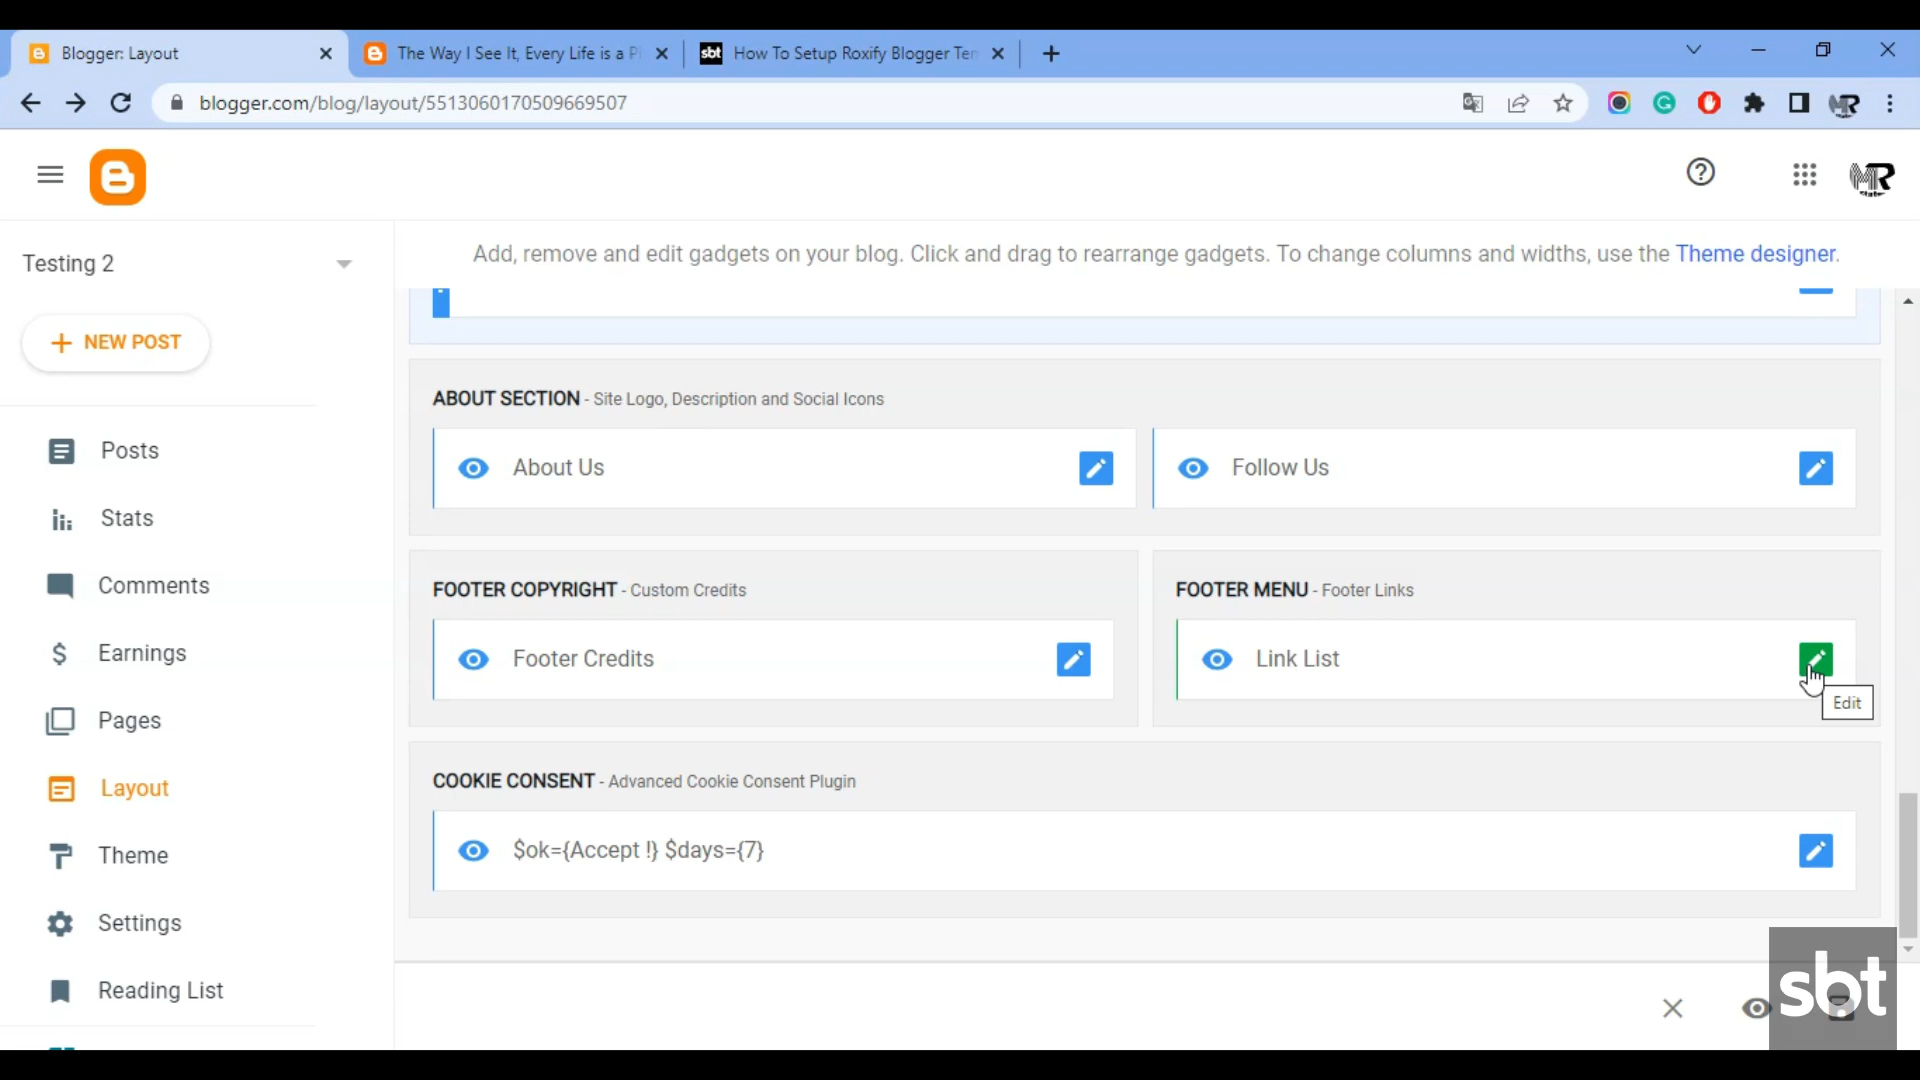 Blogger: Layout
The Way I See It, Every Life is a Pi
sbt How To Setup Roxify Blogger Tem
blogger.com/blog/layout/5513060170509669507
MR
Testing 2
Add, remove and edit gadgets on your blog. Click and drag to rearrange gadgets. To change columns and widths, use the Theme designer.
NEW POST
Posts
Stats
Comments
Earnings
Pages
Layout
Theme
Settings
Reading List
ABOUT SECTION - Site Logo, Description and Social Icons
About Us
Follow Us
FOOTER COPYRIGHT - Custom Credits
Footer Credits
FOOTER MENU - Footer Links
Link List
Edit
COOKIE CONSENT - Advanced Cookie Consent Plugin
$ok={Accept !} $days={7}
sbt